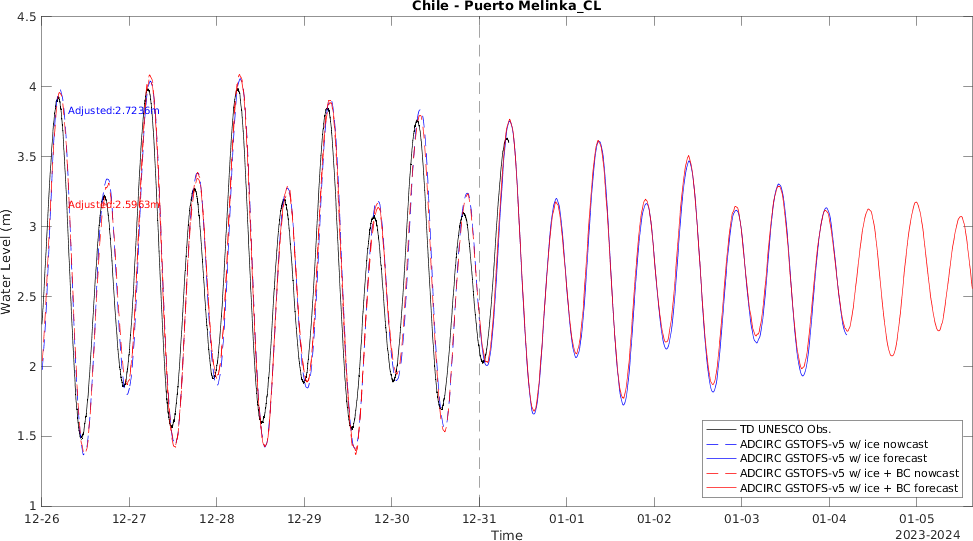 Chile - Puerto Melinka_CL
4.5
4
3.5
3
2.5
2
1.5
1
Water Level (m)
Adjusted:2.7236m
Adjusted:2.5963m
TD UNESCO Obs.
ADCIRC GSTOFS-v5 w/ ice nowcast
ADCIRC GSTOFS-v5 w/ ice forecast
ADCIRC GSTOFS-v5 w/ ice + BC nowcast
ADCIRC GSTOFS-v5 w/ ice + BC forecast
12-26 12-27 12-28 12-29 12-30 12-31 01-01 01-02 01-03 01-04 01-05
Time
2023-2024